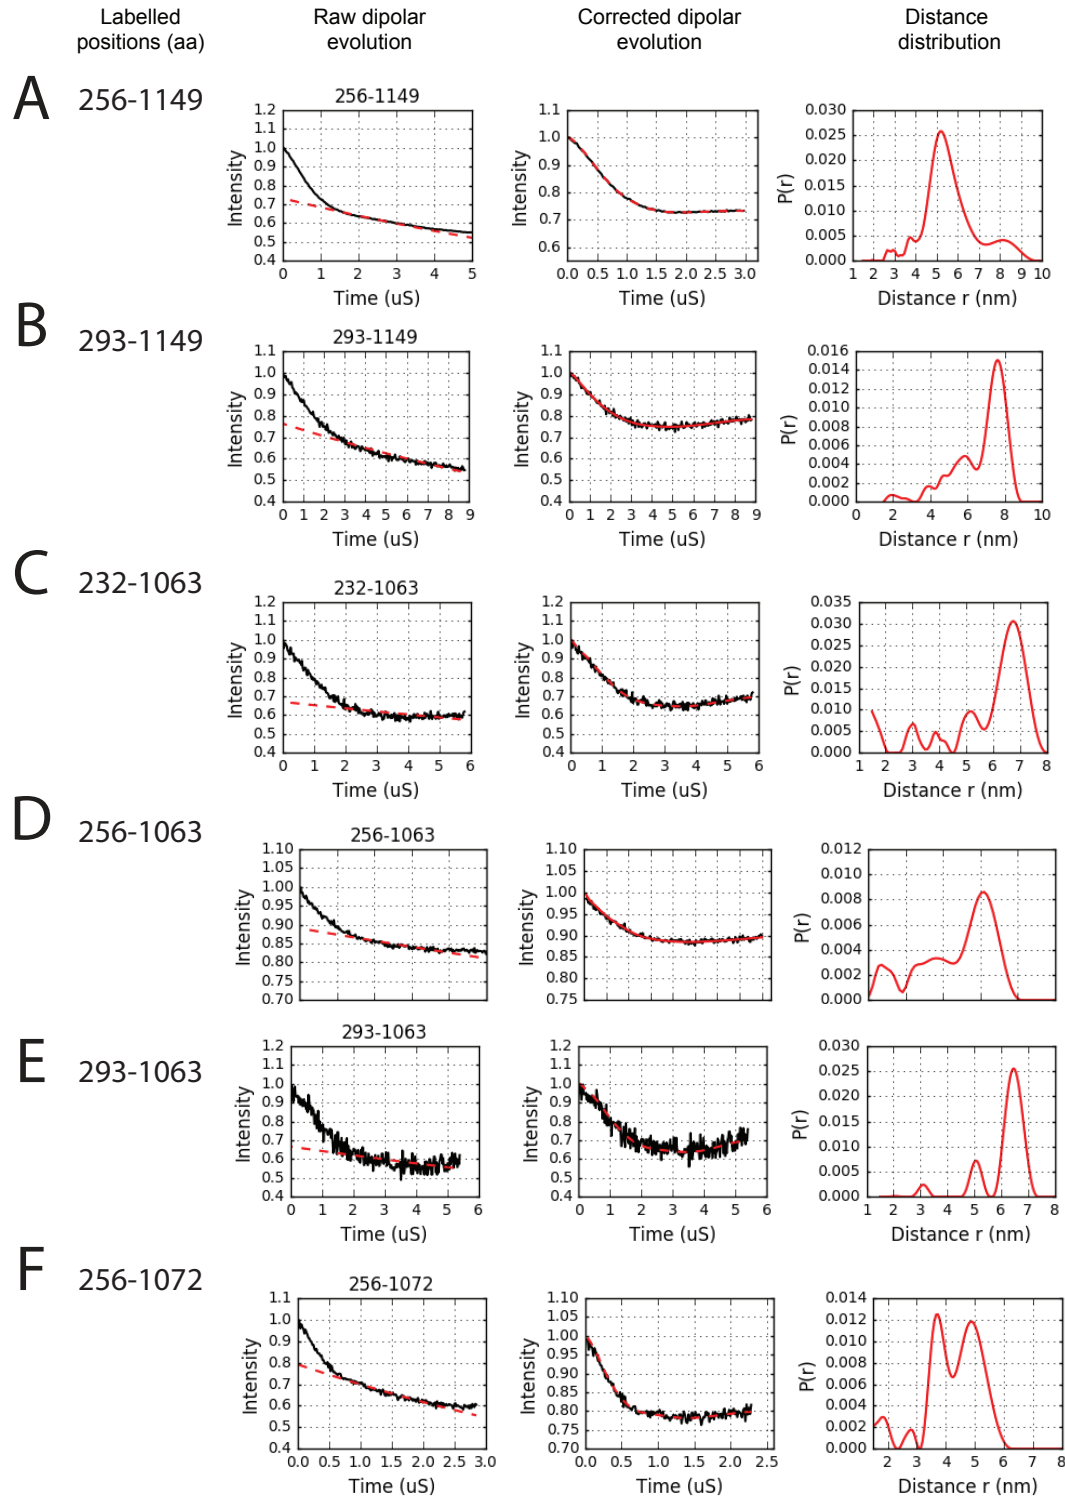 Labelled positions (aa)
Raw dipolar evolution
Corrected dipolar evolution
Distance distribution
A
256-1149
256-1149
1.2
1.1
1.0
0.9
0.8
0.7
0.6
0.5
0.4
Intensity
0 1 2 3 4 5
Time (uS)
1.1
1.0
0.9
0.8
0.7
0.6
Intensity
0.0 0.5 1.0 1.5 2.0 2.5 3.0
Time (uS)
0.030
0.025
0.020
0.015
0.010
0.005
0.000
P(r)
1 2 3 4 5 6 7 8 9 10
Distance r (nm)
B
293-1149
293-1149
1.1
1.0
0.9
0.8
0.7
0.6
0.5
0.4
Intensity
0 1 2 3 4 5 6 7 8 9
Time (uS)
1.1
1.0
0.9
0.8
0.7
0.6
0.5
0.4
Intensity
0 1 2 3 4 5 6 7 8 9
Time (uS)
0.016
0.014
0.012
0.010
0.008
0.006
0.004
0.002
0.000
P(r)
0 2 4 6 8 10
Distance r (nm)
C
232-1063
232-1063
1.2
1.1
1.0
0.9
0.8
0.7
0.6
0.5
0.4
Intensity
0 1 2 3 4 5 6
Time (uS)
1.2
1.1
1.0
0.9
0.8
0.7
0.6
0.5
0.4
Intensity
0 1 2 3 4 5 6
Time (uS)
0.035
0.030
0.025
0.020
0.015
0.010
0.005
0.000
P(r)
1 2 3 4 5 6 7 8
Distance r (nm)
D
256-1063
256-1063
1.10
1.05
1.00
0.95
0.90
0.85
0.80
0.75
0.70
Intensity
1.10
1.05
1.00
0.95
0.90
0.85
0.80
0.75
Intensity
0.012
0.010
0.008
0.006
0.004
0.002
0.000
P(r)
E
293-1063
293-1063
1.2
1.1
1.0
0.9
0.8
0.7
0.6
0.5
0.4
Intensity
0 1 2 3 4 5 6
Time (uS)
1.2
1.1
1.0
0.9
0.8
0.7
0.6
0.5
0.4
Intensity
0 1 2 3 4 5 6
Time (uS)
0.030
0.025
0.020
0.015
0.010
0.005
0.000
P(r)
1 2 3 4 5 6 7 8
Distance r (nm)
F
256-1072
256-1072
1.1
1.0
0.9
0.8
0.7
0.6
0.5
0.4
Intensity
0.0 0.5 1.0 1.5 2.0 2.5 3.0
Time (uS)
1.10
1.05
1.00
0.95
0.90
0.85
0.80
0.75
0.70
Intensity
0.0 0.5 1.0 1.5 2.0 2.5
Time (uS)
0.014
0.012
0.010
0.008
0.006
0.004
0.002
0.000
P(r)
2 3 4 5 6 7 8
Distance r (nm)